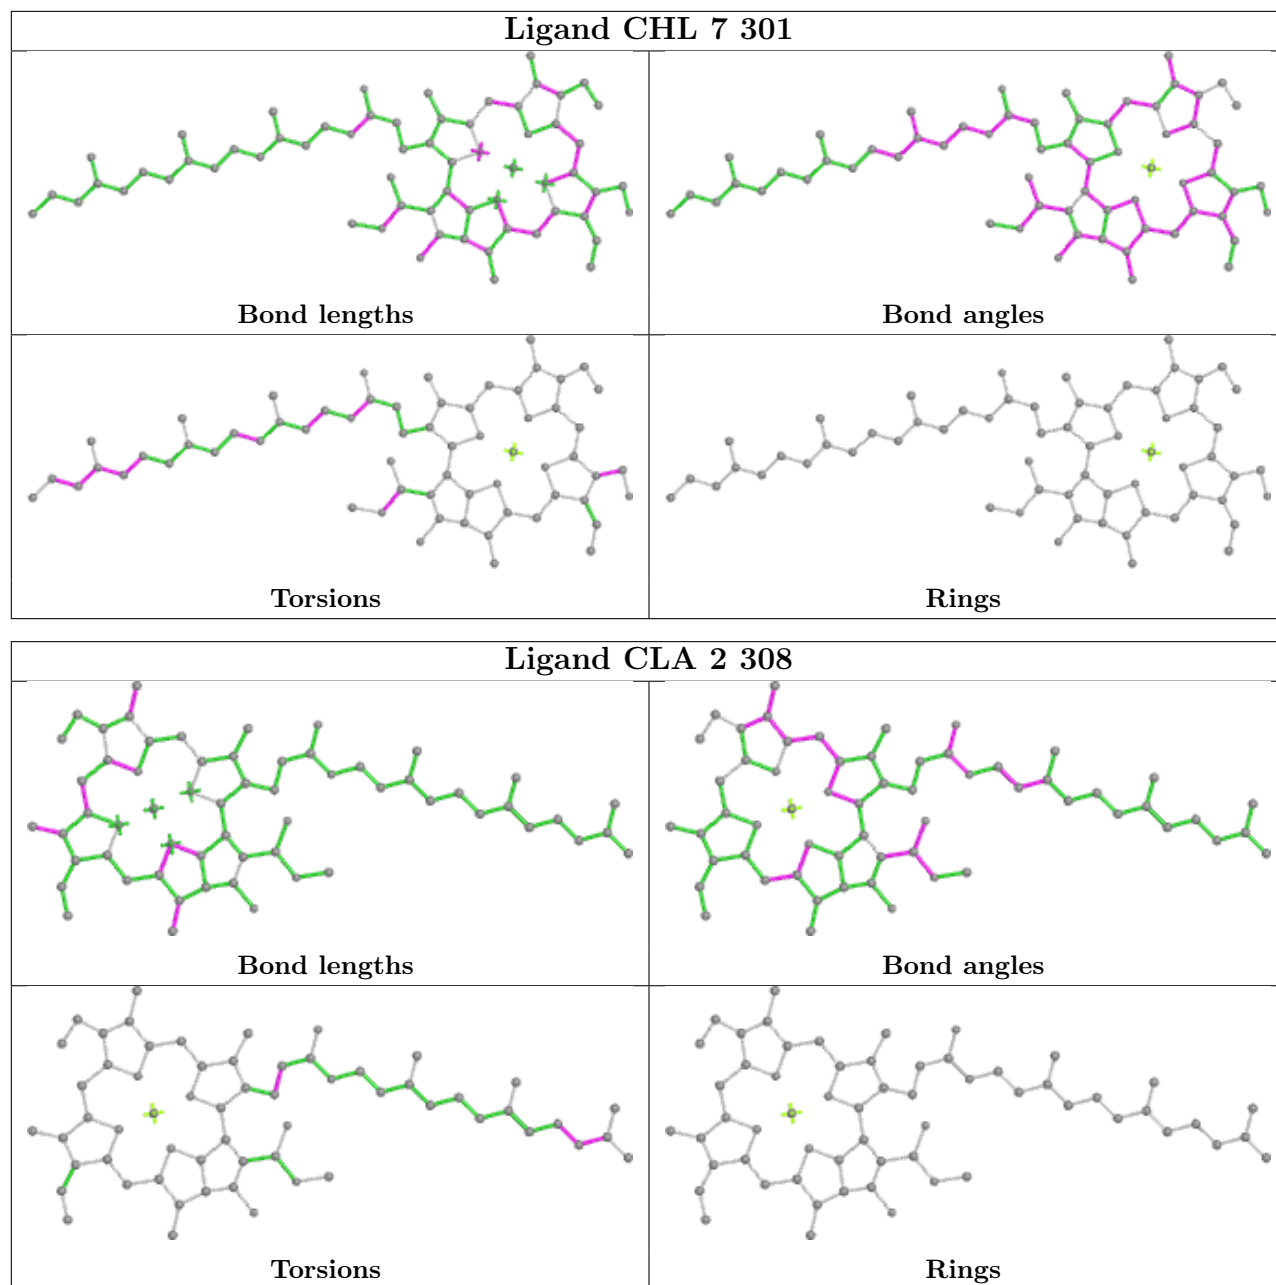 Ligand CHL 7 301
Bond lengths
Bond angles
Torsions
Rings
Ligand CLA 2 308
Bond lengths
Bond angles
Torsions
Rings